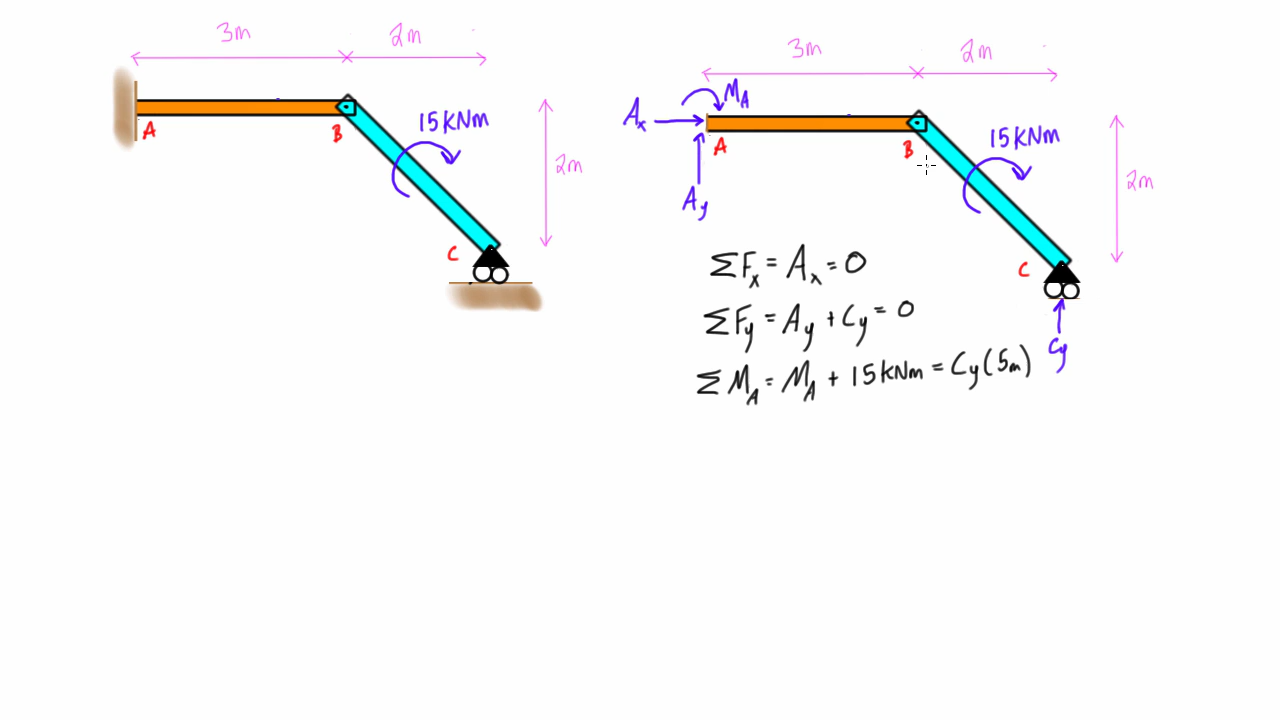 3m 2m
A B 15KNm 2m
C
3m 2m
Ax MA
A B 15KNm 2m
Ay
C
Cy
ΣFx = Ax = 0
ΣFy = Ay + Cy = 0
ΣMA = MA + 15KNm = Cy(5m)